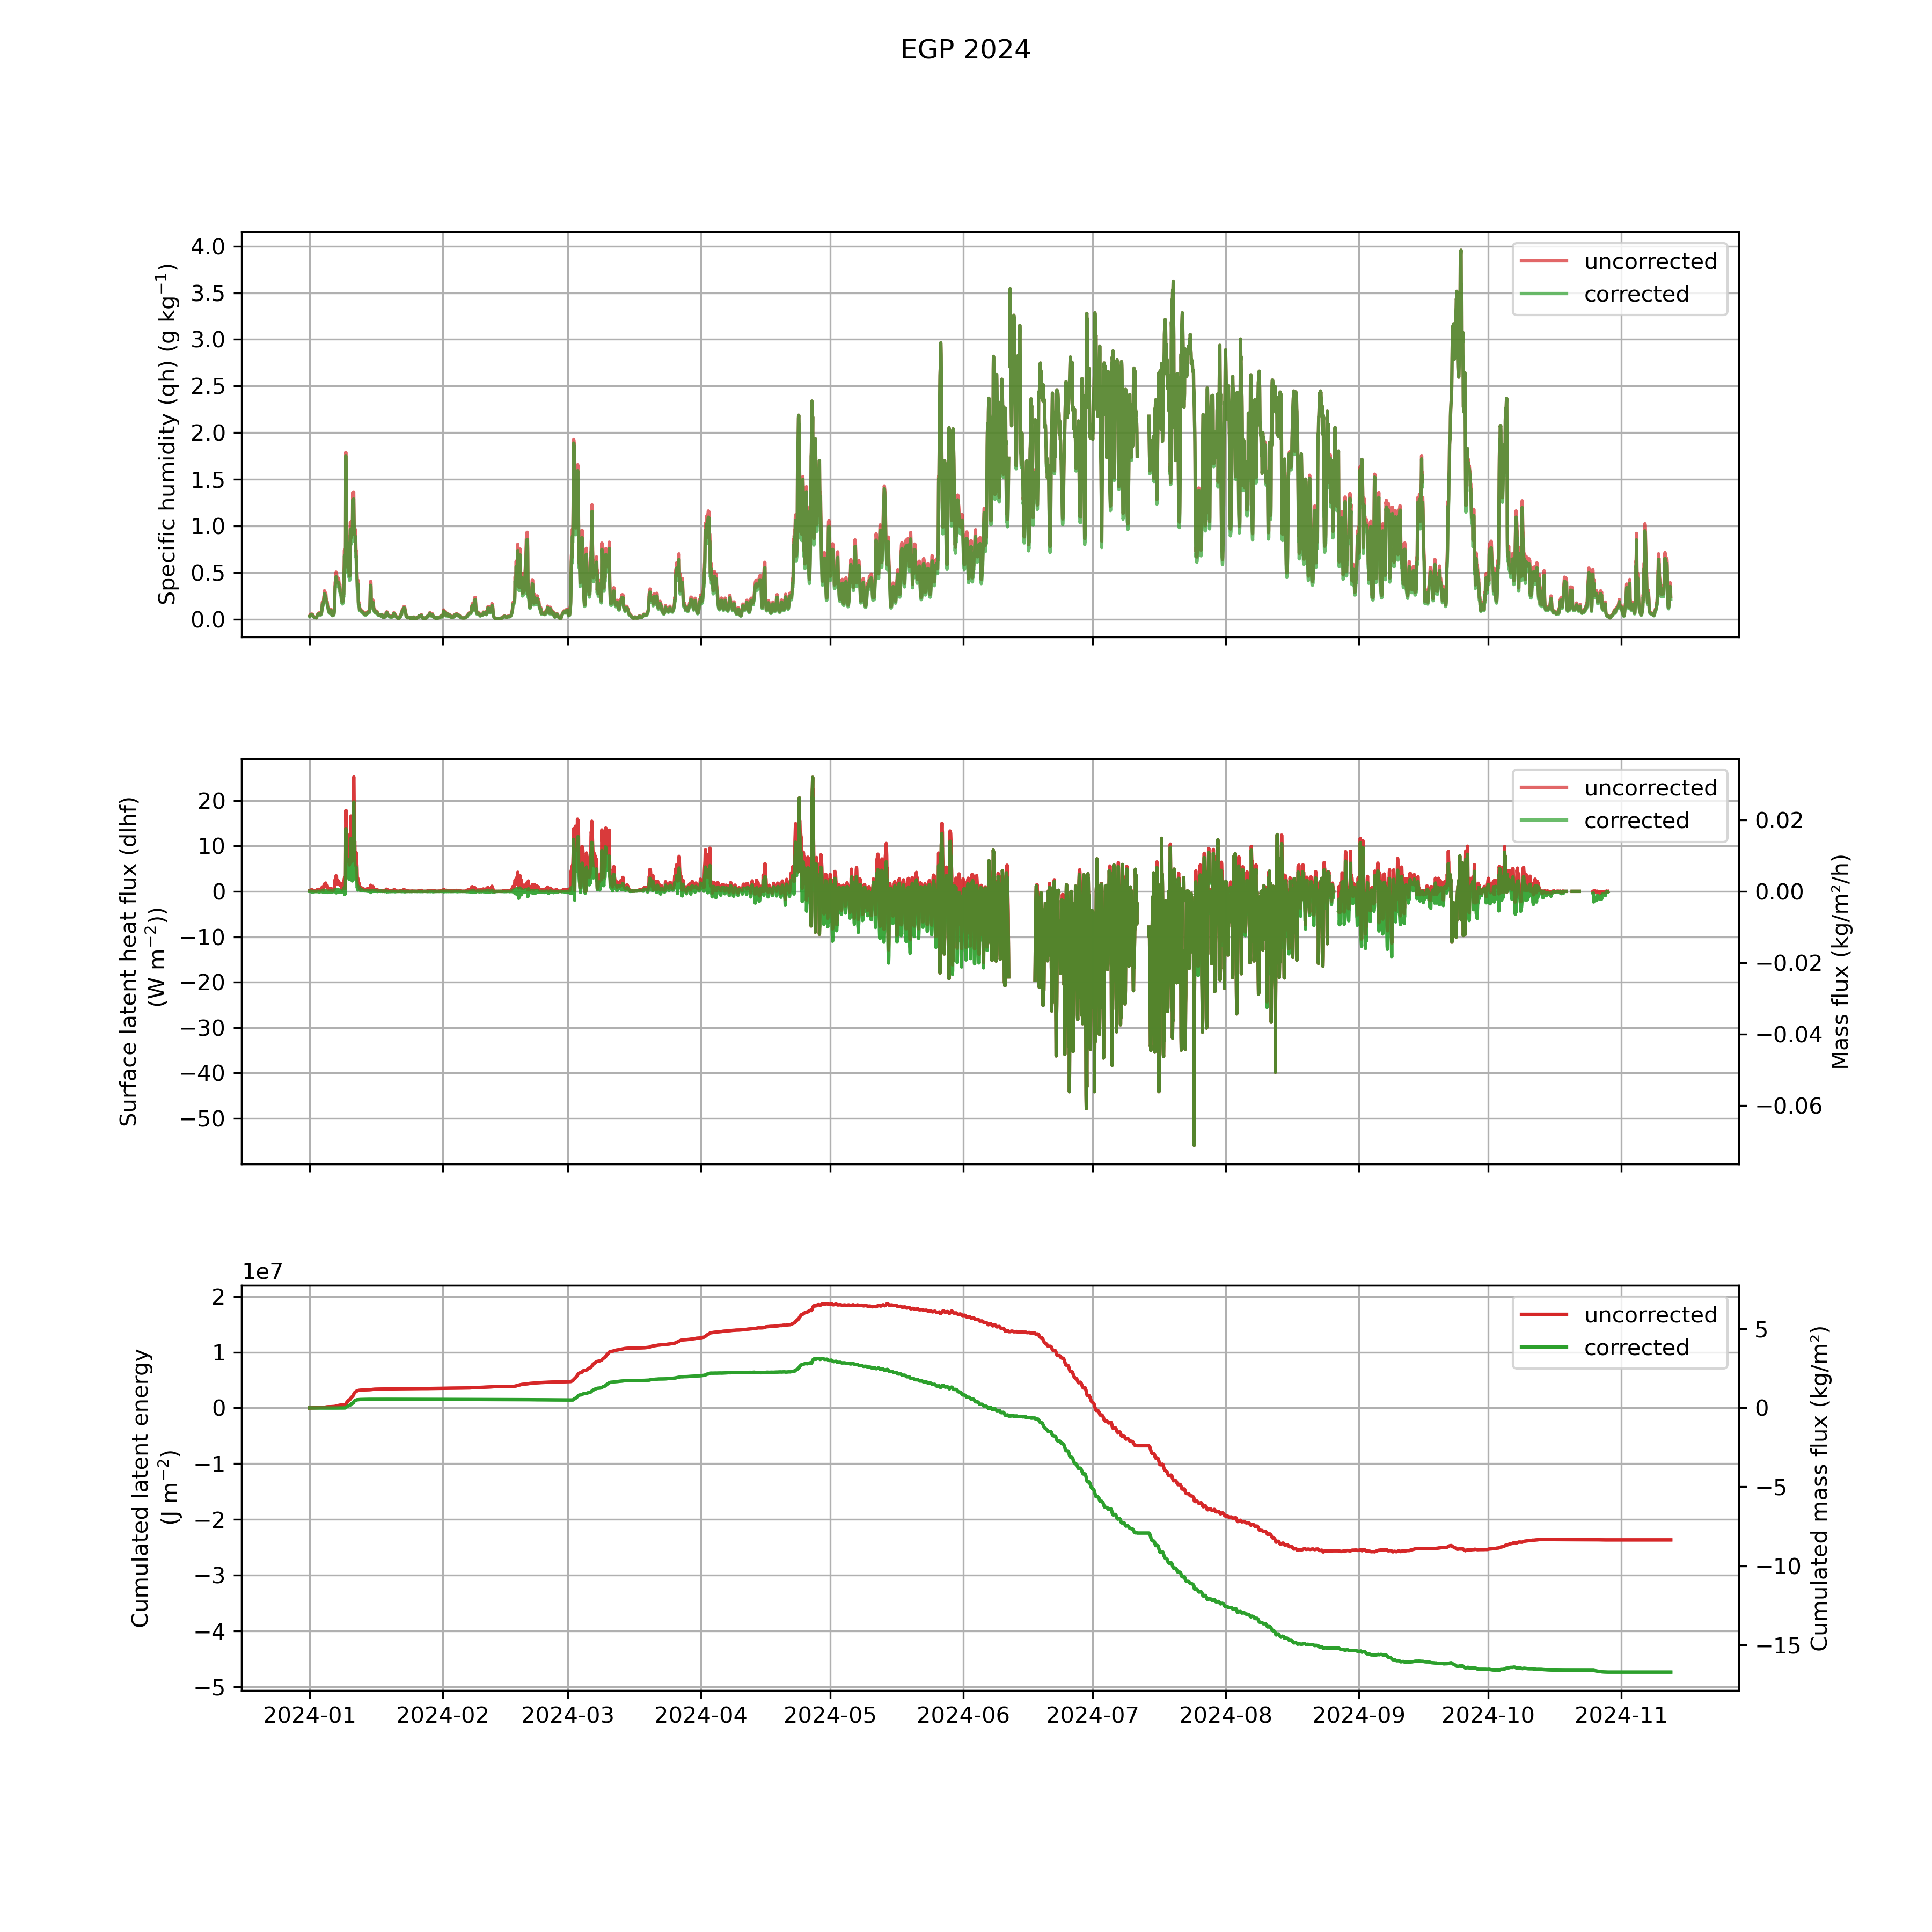 EGP 2024
Specific humidity (qh) (g kg⁻¹)
4.0
3.5
3.0
2.5
2.0
1.5
1.0
0.5
0.0
uncorrected
corrected
Surface latent heat flux (dlhf)
(W m⁻²))
20
10
0
−10
−20
−30
−40
−50
uncorrected
corrected
0.02
0.00
−0.02
−0.04
−0.06
Mass flux (kg/m²/h)
1e7
Cumulated latent energy
(J m⁻²)
2
1
0
−1
−2
−3
−4
−5
uncorrected
corrected
5
0
−5
−10
−15
Cumulated mass flux (kg/m²)
2024-01 2024-02 2024-03 2024-04 2024-05 2024-06 2024-07 2024-08 2024-09 2024-10 2024-11